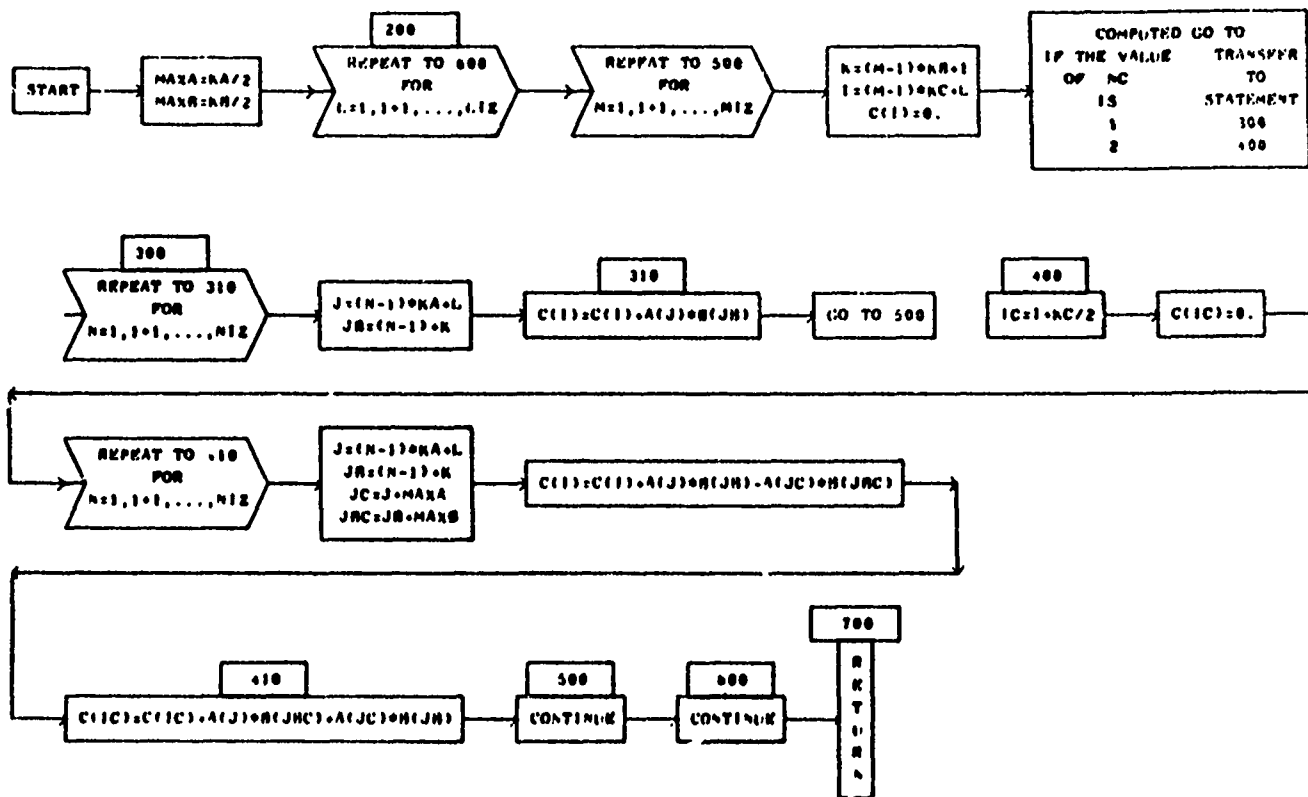 200
START
MAXA=KA/2
MAXB=KB/2
REPEAT TO 600
FOR
L=1,1+1,...,LIZ
REPEAT TO 500
FOR
M=1,1+1,...,MIZ
K=(M-1)*KB+1
I=(M-1)*KC+L
C(I)=0.
COMPUTED GO TO
IF THE VALUE TRANSFER
OF NC TO
IS STATEMENT
1 300
2 400
300
REPEAT TO 310
FOR
N=1,1+1,...,NIZ
J=(N-1)*KA+L
JB=(N-1)+K
310
C(I)=C(I)+A(J)*B(JB)
GO TO 500
400
IC=I+KC/2
C(IC)=0.
REPEAT TO 410
FOR
N=1,1+1,...,NIZ
J=(N-1)*KA+L
JB=(N-1)+K
JC=J+MAXA
JBC=JB+MAXB
C(I)=C(I)+A(J)*B(JB)-A(JC)*B(JBC)
410
C(IC)=C(IC)+A(J)*B(JBC)+A(JC)*B(JB)
500
CONTINUE
600
CONTINUE
700
RETURN